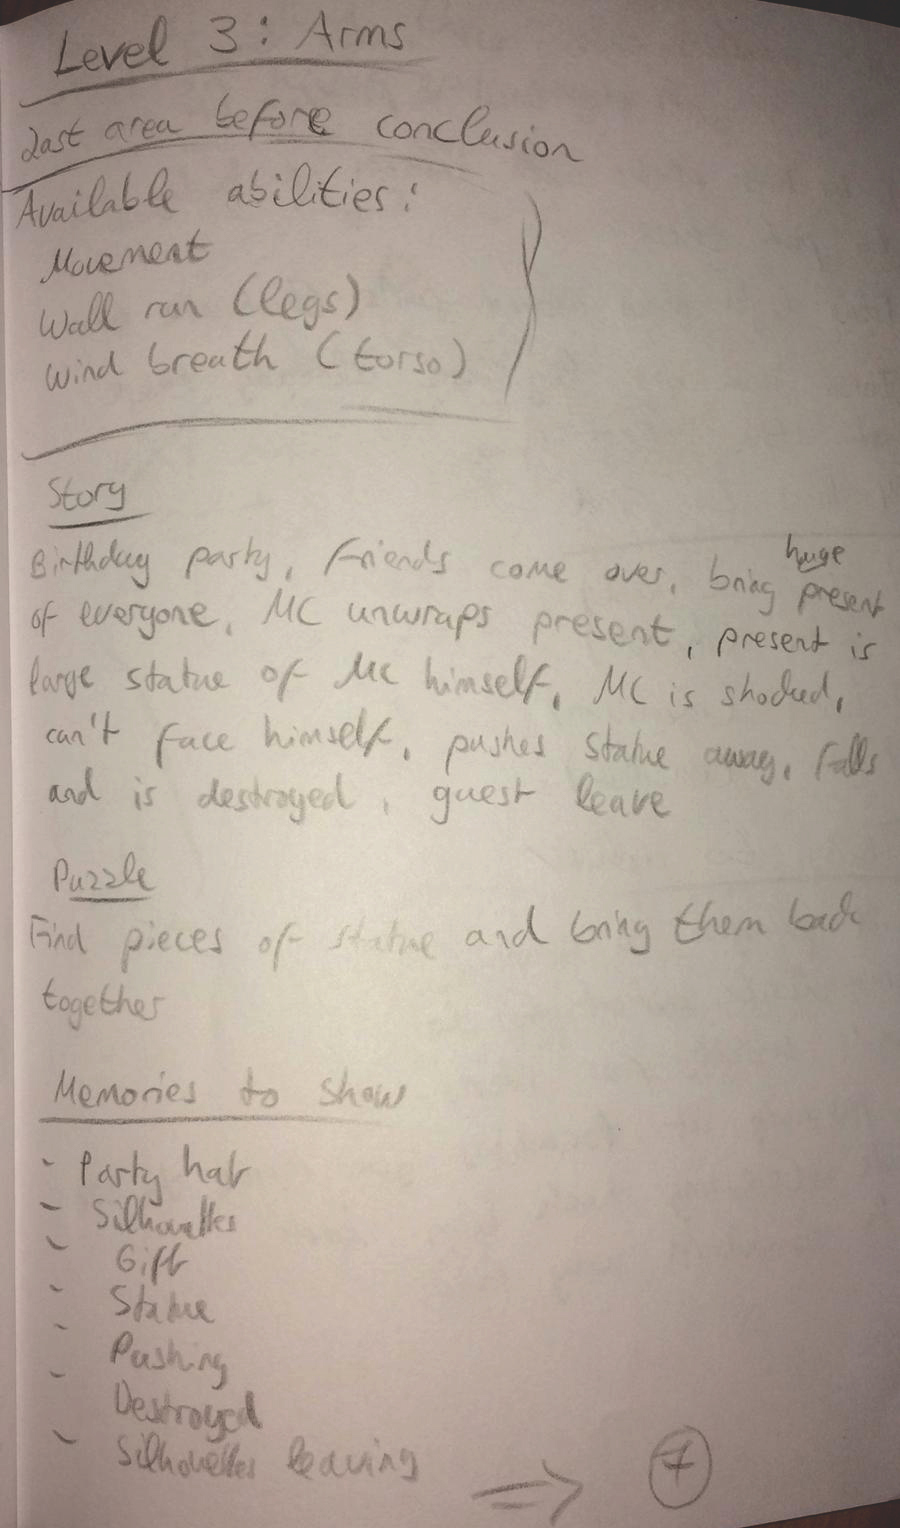 Level 3: Arms
Last area before conclusion
Available abilities:
Movement
Wall run (legs)
Wind breath (torso)
Story
Birthday party, Friends come over, bring huge present
of everyone, MC unwraps present, present is
large statue of MC himself, MC is shocked,
can't face himself, pushes statue away, falls
and is destroyed, guest leave
Puzzle
Find pieces of statue and bring them back
together
Memories to show
- Party hat
- Silhouettes
- Gift
- Statue
- Pushing
- Destroyed
- Silhouettes leaving
⇒ 7